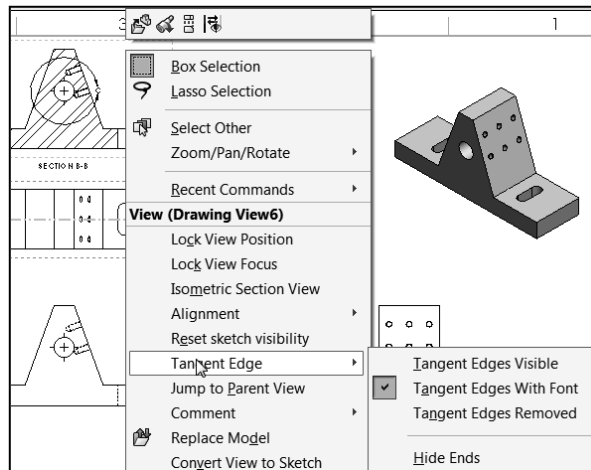 3
1
Box Selection
Lasso Selection
Select Other
Zoom/Pan/Rotate
Recent Commands
View (Drawing View6)
Lock View Position
Lock View Focus
Isometric Section View
Alignment
Reset sketch visibility
Tangent Edge
Jump to Parent View
Comment
Replace Model
Convert View to Sketch
Tangent Edges Visible
Tangent Edges With Font
Tangent Edges Removed
Hide Ends
SECTION B-B
C